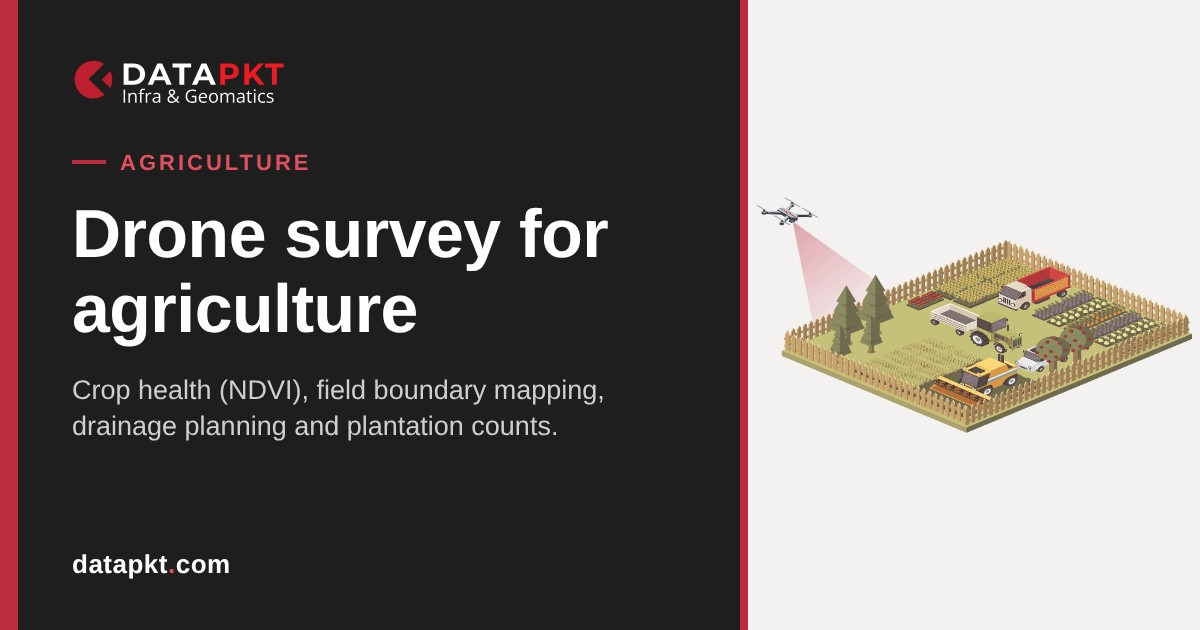 DATAPKT
Infra & Geomatics
AGRICULTURE
Drone survey for
agriculture
Crop health (NDVI), field boundary mapping,
drainage planning and plantation counts.
datapkt.com